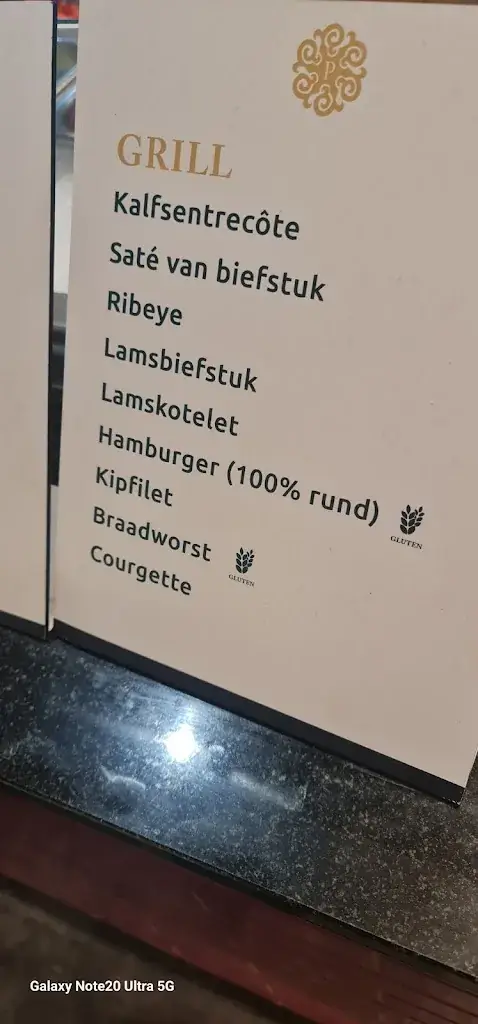 P
GRILL
Kalfsentrecôte
Saté van biefstuk
Ribeye
Lamsbiefstuk
Lamskotelet
Hamburger (100% rund)
GLUTEN
Kipfilet
Braadworst
GLUTEN
Courgette
Galaxy Note20 Ultra 5G